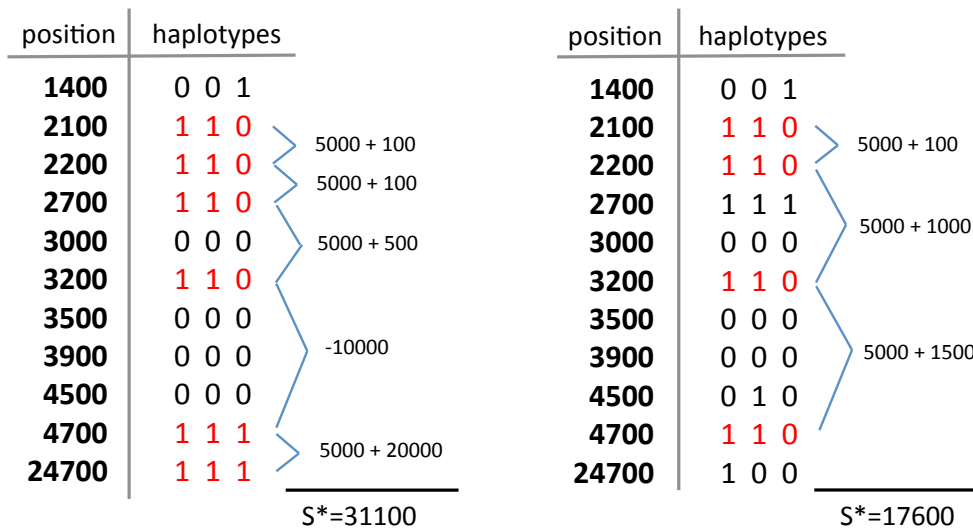 position haplotypes
1400 0 0 1
2100 1 1 0
5000 + 100
2200 1 1 0
5000 + 100
2700 1 1 0
3000 0 0 0
5000 + 500
3200 1 1 0
3500 0 0 0
3900 0 0 0
-10000
4500 0 0 0
4700 1 1 1
5000 + 20000
24700 1 1 1
S*=31100
position haplotypes
1400 0 0 1
2100 1 1 0
5000 + 100
2200 1 1 0
2700 1 1 1
5000 + 1000
3000 0 0 0
3200 1 1 0
3500 0 0 0
3900 0 0 0
5000 + 1500
4500 0 1 0
4700 1 1 0
24700 1 0 0
S*=17600